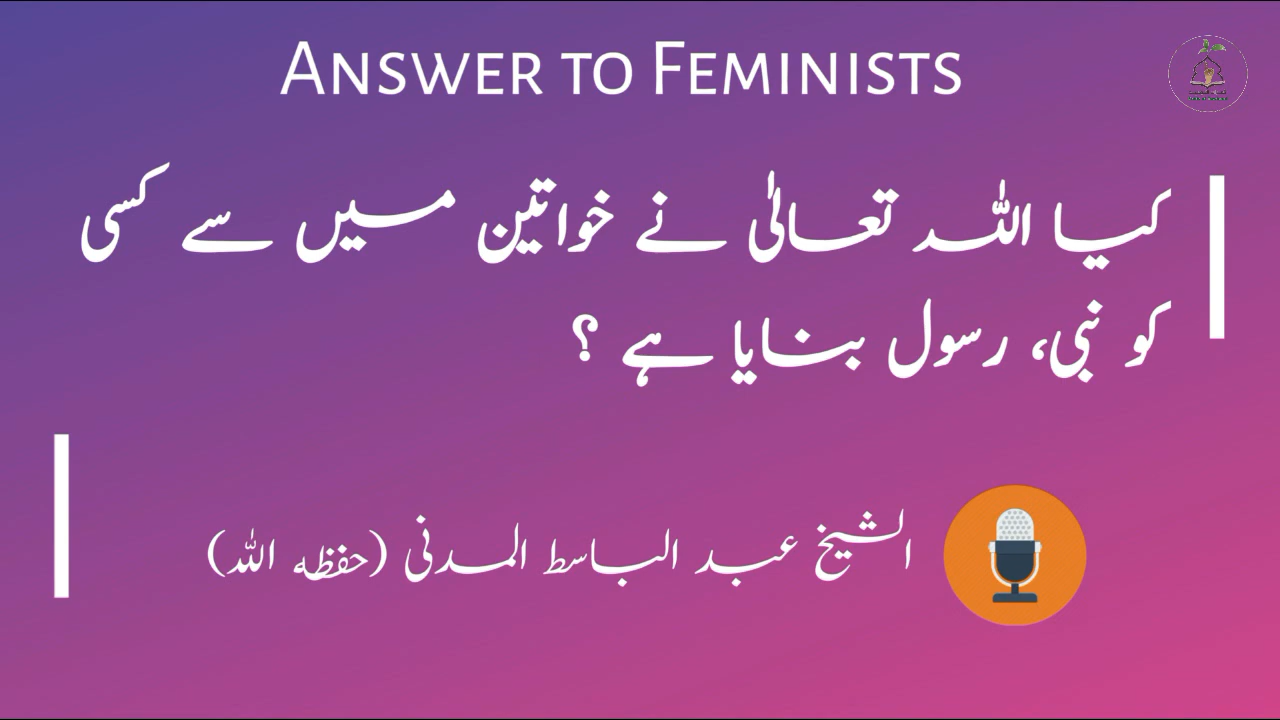 ANSWER TO FEMINISTS
کیا اللہ تعالیٰ نے خواتین میں سے کسی
کو نبی، رسول بنایا ہے ؟
الشیخ عبد الباسط المدنی (حفظہ اللہ)